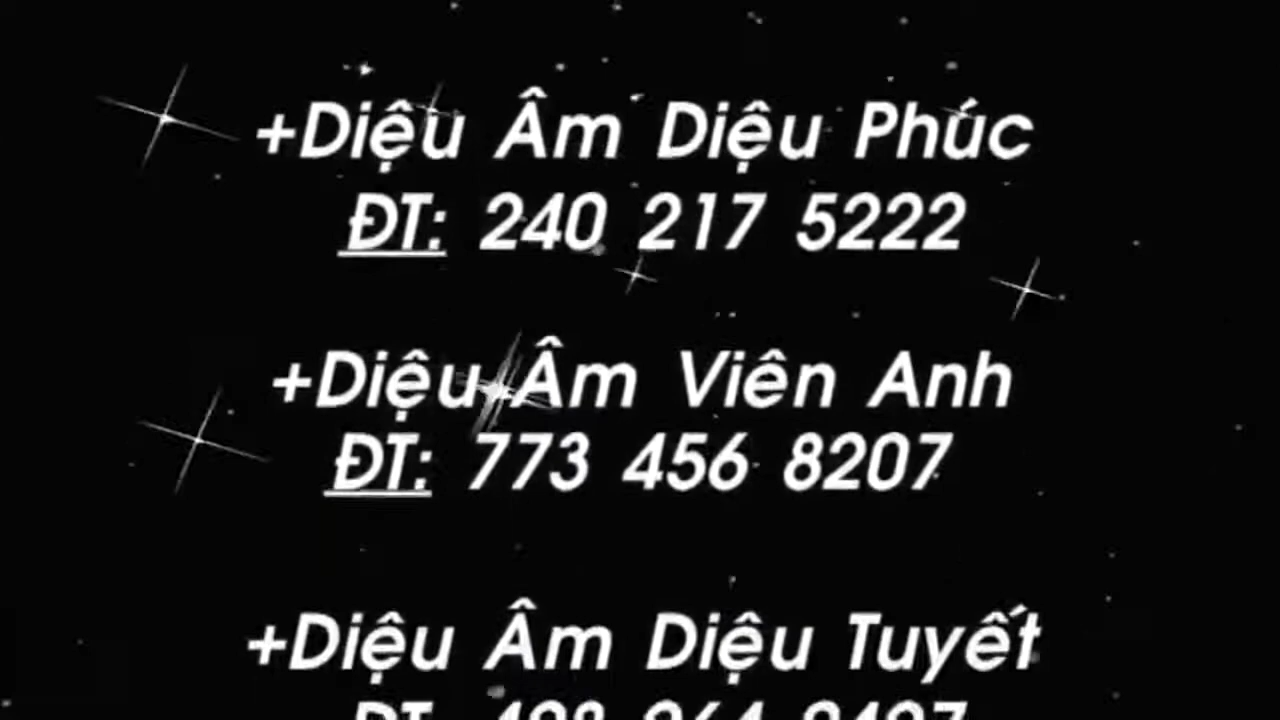 +Diệu Âm Diệu Phúc
ĐT: 240 217 5222
+Diệu Âm Viên Anh
ĐT: 773 456 8207
+Diệu Âm Diệu Tuyết
ĐT: